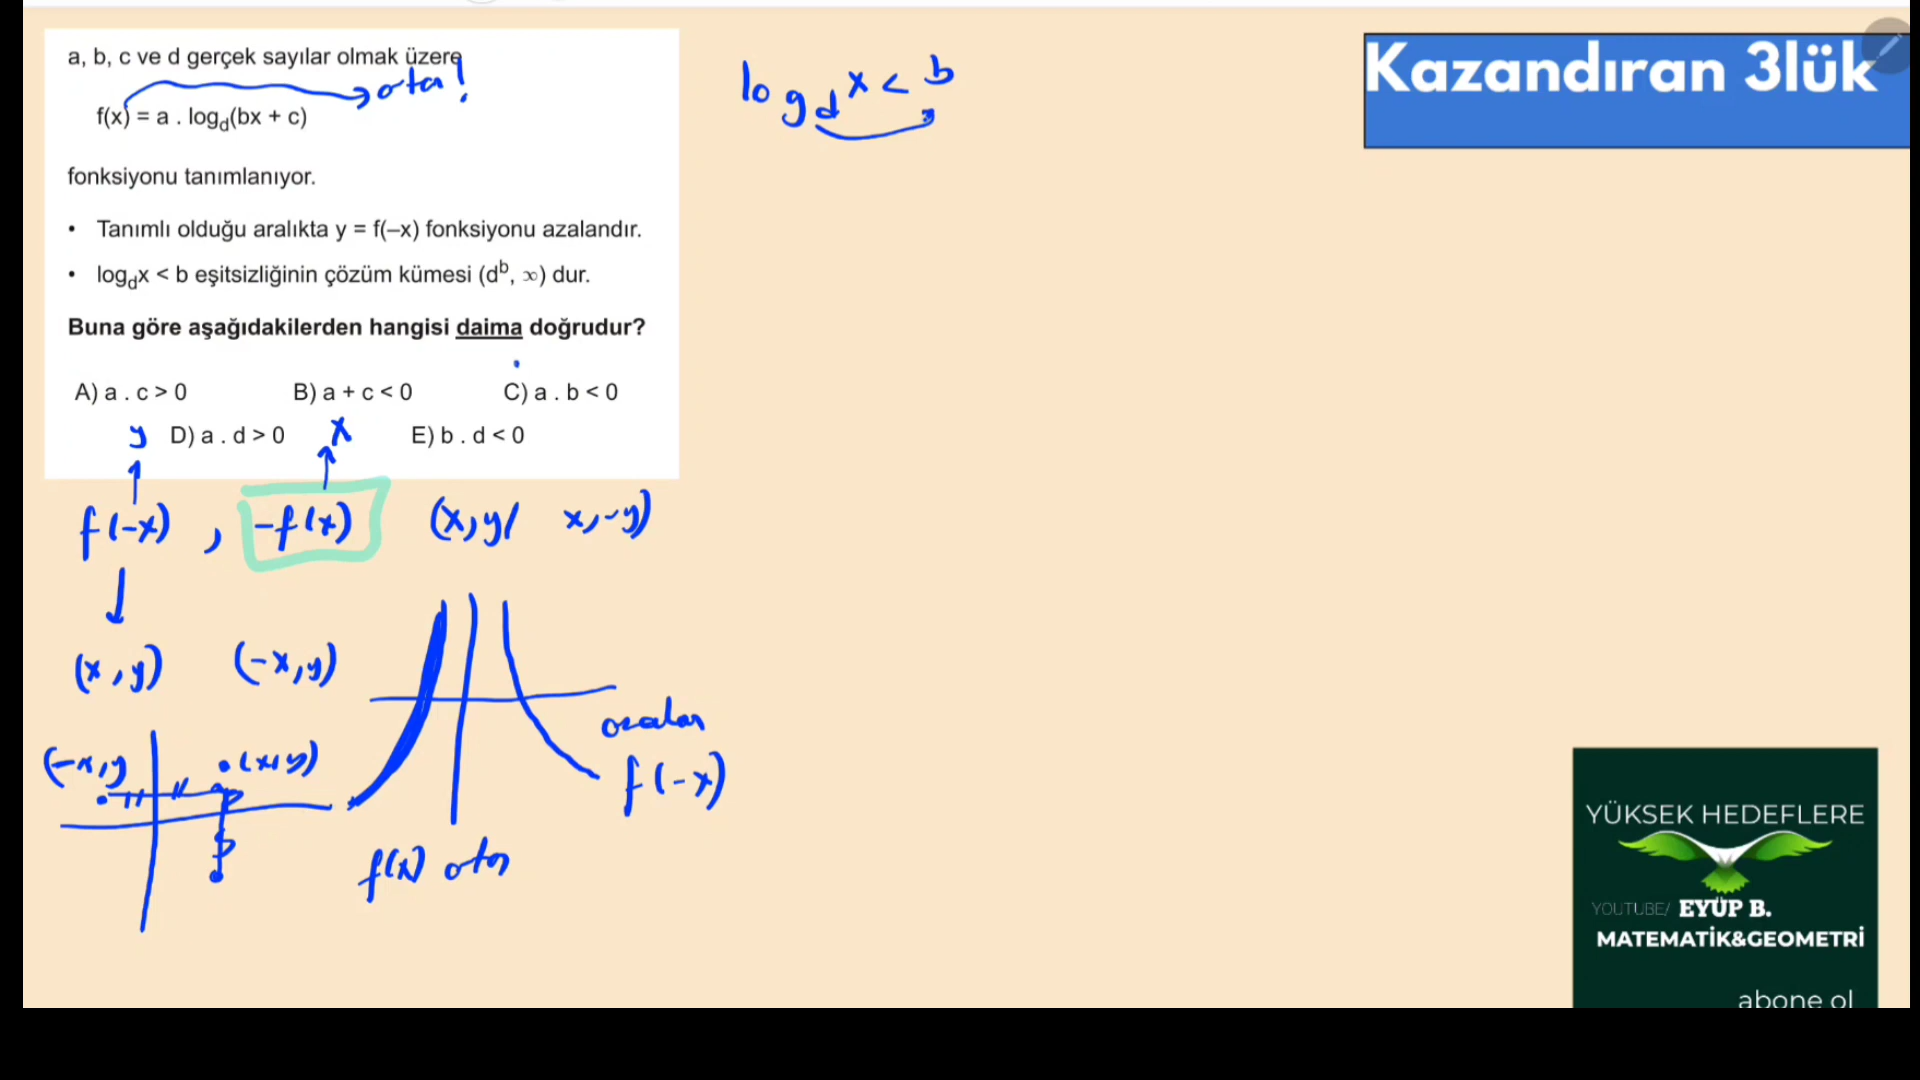 a, b, c ve d gerçek sayılar olmak üzere
artan!
f(x) = a . log_d(bx + c)
fonksiyonu tanımlanıyor.
• Tanımlı olduğu aralıkta y = f(–x) fonksiyonu azalandır.
• log_dx < b eşitsizliğinin çözüm kümesi (d^b, ∞) dur.
Buna göre aşağıdakilerden hangisi daima doğrudur?
A) a . c > 0 B) a + c < 0 C) a . b < 0
D) a . d > 0 E) b . d < 0
y x
f(-x) , -f(x) (x,y) x,-y)
(x,y) (-x,y)
(-x,y (x,y)
azalan
f(-x)
f(x) artan
log_d x < b
Kazandıran 3lük
YÜKSEK HEDEFLERE
YOUTUBE/ EYÜP B.
MATEMATİK&GEOMETRİ
abone ol